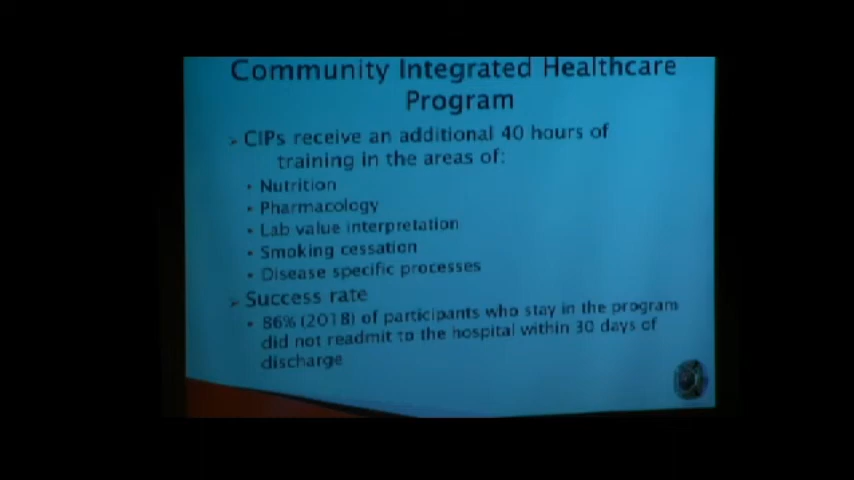 Community Integrated Healthcare
Program
➢ CIPs receive an additional 40 hours of
training in the areas of:
• Nutrition
• Pharmacology
• Lab value interpretation
• Smoking cessation
• Disease specific processes
➢ Success rate
• 86% (2018) of participants who stay in the program
did not readmit to the hospital within 30 days of
discharge